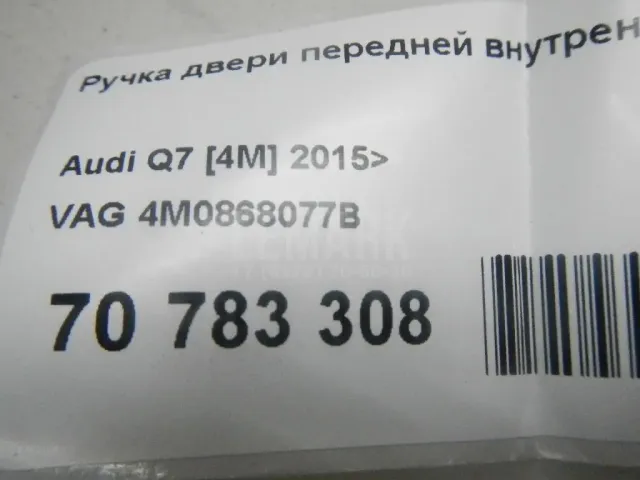 Ручка двери передней внутрен
Audi Q7 [4M] 2015>
VAG 4M0868077B
70 783 308